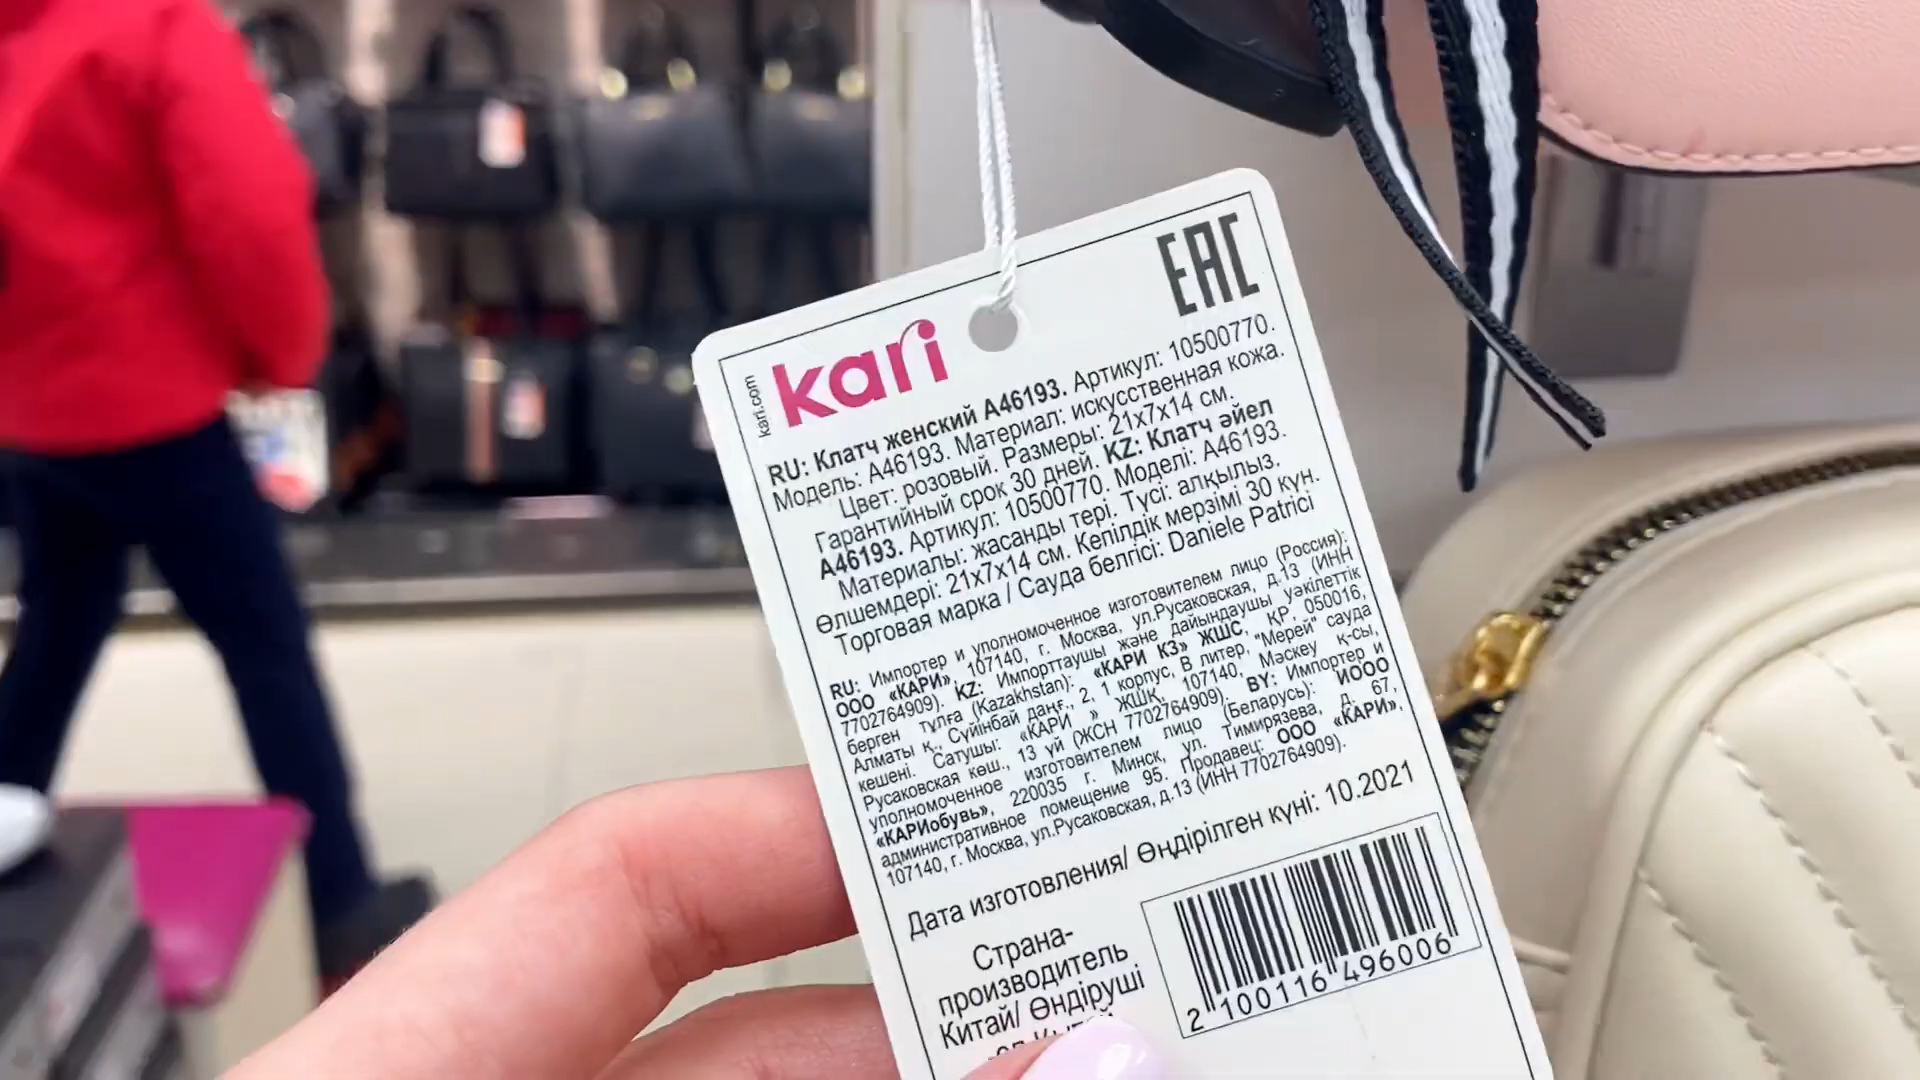 EAC
kari.com
kari
RU: Клатч женский A46193. Артикул: 10500770.
Модель: A46193. Материал: искусственная кожа.
Цвет: розовый. Размеры: 21x7x14 см.
Гарантийный срок 30 дней. KZ: Клатч әйел
A46193. Артикул: 10500770. Моделі: A46193.
Материалы: жасанды тері. Түсі: алқылыз.
Өлшемдері: 21x7x14 см. Кепілдік мерзімі 30 күн.
Торговая марка / Сауда белгісі: Daniele Patrici
RU: Импортер и уполномоченное изготовителем лицо (Россия):
ООО «КАРИ», 107140, г. Москва, ул.Русаковская, д.13 (ИНН
7702764909). KZ: Импорттаушы және дайындаушы уәкілеттік
берген тұлға (Kazakhstan): «КАРИ КЗ» ЖШС, ҚР, 050016,
Алматы қ., Сүйінбай даңғ., 2, 1 корпус, В литер, "Мерей" сауда
кешені. Сатушы: «КАРИ » ЖШҚ, 107140, Мәскеу қ-сы,
Русаковская көш., 13 үй (ЖСН 7702764909). BY: Импортер и
уполномоченное изготовителем лицо (Беларусь): ИООО
«КАРИобувь», 220035 г. Минск, ул. Тимирязева, д. 67,
административное помещение 95. Продавец: ООО «КАРИ»,
107140, г. Москва, ул.Русаковская, д.13 (ИНН 7702764909).
Дата изготовления/ Өңдірілген күні: 10.2021
Страна-
производитель
Китай/ Өндіруші
2 100116 496006